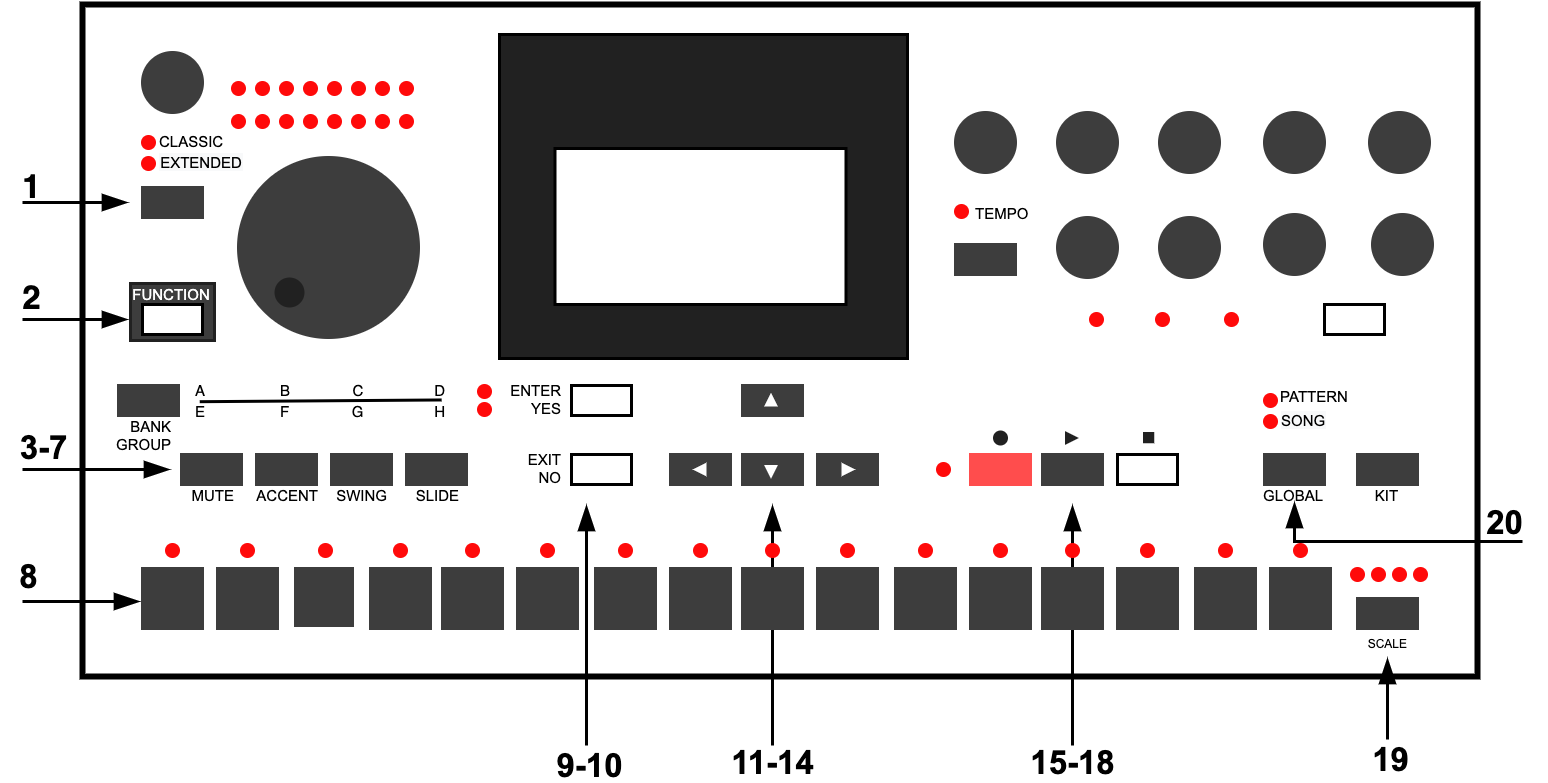 CLASSIC
EXTENDED
1
TEMPO
2
FUNCTION
A B C D
E F G H
BANK
GROUP
ENTER
YES
PATTERN
SONG
3-7
EXIT
NO
MUTE ACCENT SWING SLIDE
GLOBAL KIT
20
8
SCALE
9-10 11-14 15-18 19